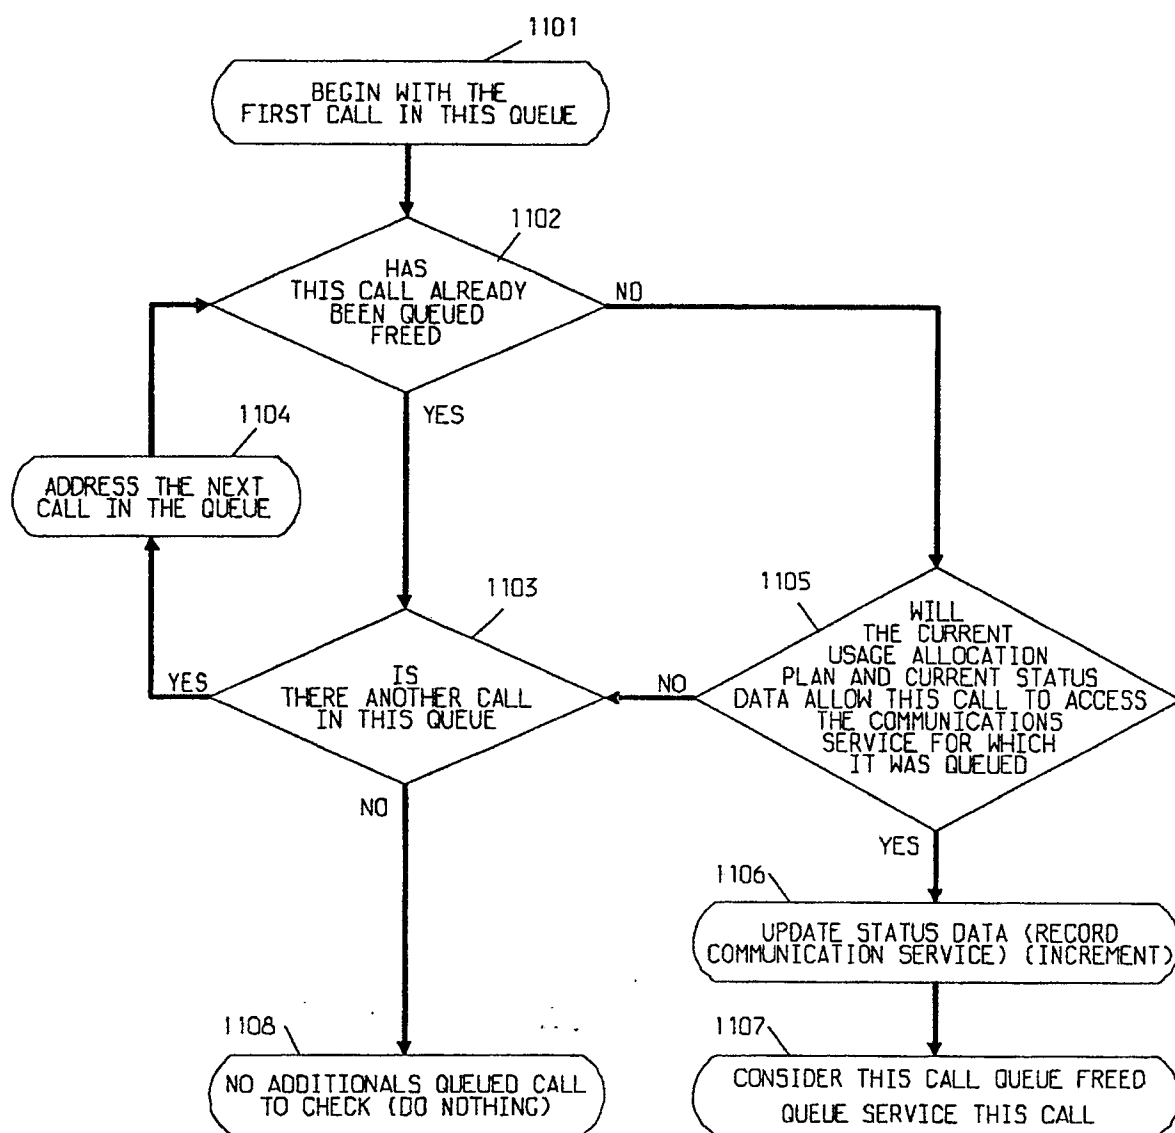 1101
BEGIN WITH THE
FIRST CALL IN THIS QUEUE
1102
HAS
THIS CALL ALREADY
BEEN QUEUED
FREED
NO
YES
1104
ADDRESS THE NEXT
CALL IN THE QUEUE
1103
IS
THERE ANOTHER CALL
IN THIS QUEUE
YES
NO
NO
1105
WILL
THE CURRENT
USAGE ALLOCATION
PLAN AND CURRENT STATUS
DATA ALLOW THIS CALL TO ACCESS
THE COMMUNICATIONS
SERVICE FOR WHICH
IT WAS QUEUED
YES
1106
UPDATE STATUS DATA (RECORD
COMMUNICATION SERVICE) (INCREMENT)
1108
NO ADDITIONALS QUEUED CALL
TO CHECK (DO NOTHING)
1107
CONSIDER THIS CALL QUEUE FREED
QUEUE SERVICE THIS CALL